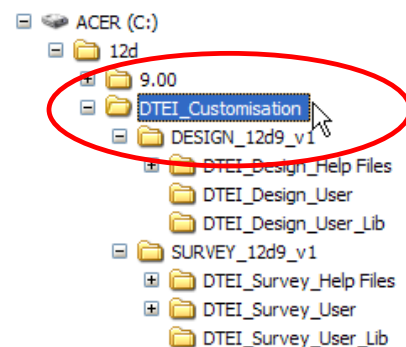 ACER (C:)
12d
9.00
DTEI_Customisation
DESIGN_12d9_v1
DTEI_Design_Help Files
DTEI_Design_User
DTEI_Design_User_Lib
SURVEY_12d9_v1
DTEI_Survey_Help Files
DTEI_Survey_User
DTEI_Survey_User_Lib